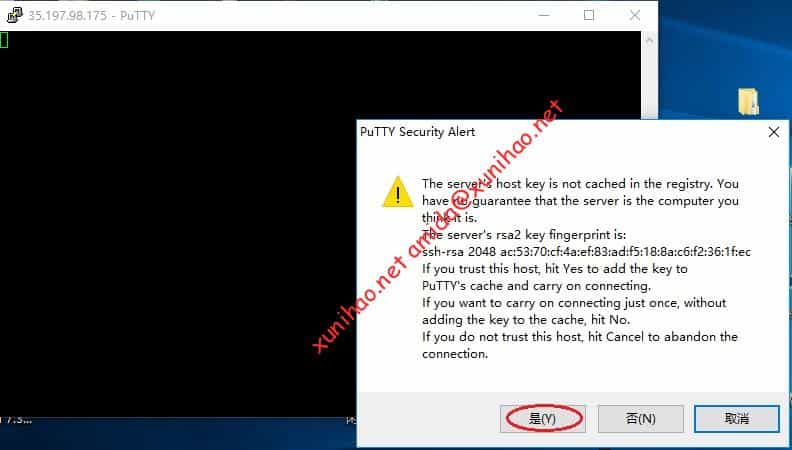 35.197.98.175 - PuTTY
PuTTY Security Alert
The server's host key is not cached in the registry. You
have no guarantee that the server is the computer you
think it is.
The server's rsa2 key fingerprint is:
ssh-rsa 2048 ac:53:70:cf:4a:ef:83:ad:f5:18:8a:c6:f2:36:1f:ec
If you trust this host, hit Yes to add the key to
PuTTY's cache and carry on connecting.
If you want to carry on connecting just once, without
adding the key to the cache, hit No.
If you do not trust this host, hit Cancel to abandon the
connection.
是(Y)
否(N)
取消
xunihao.net amda@xunihao.net